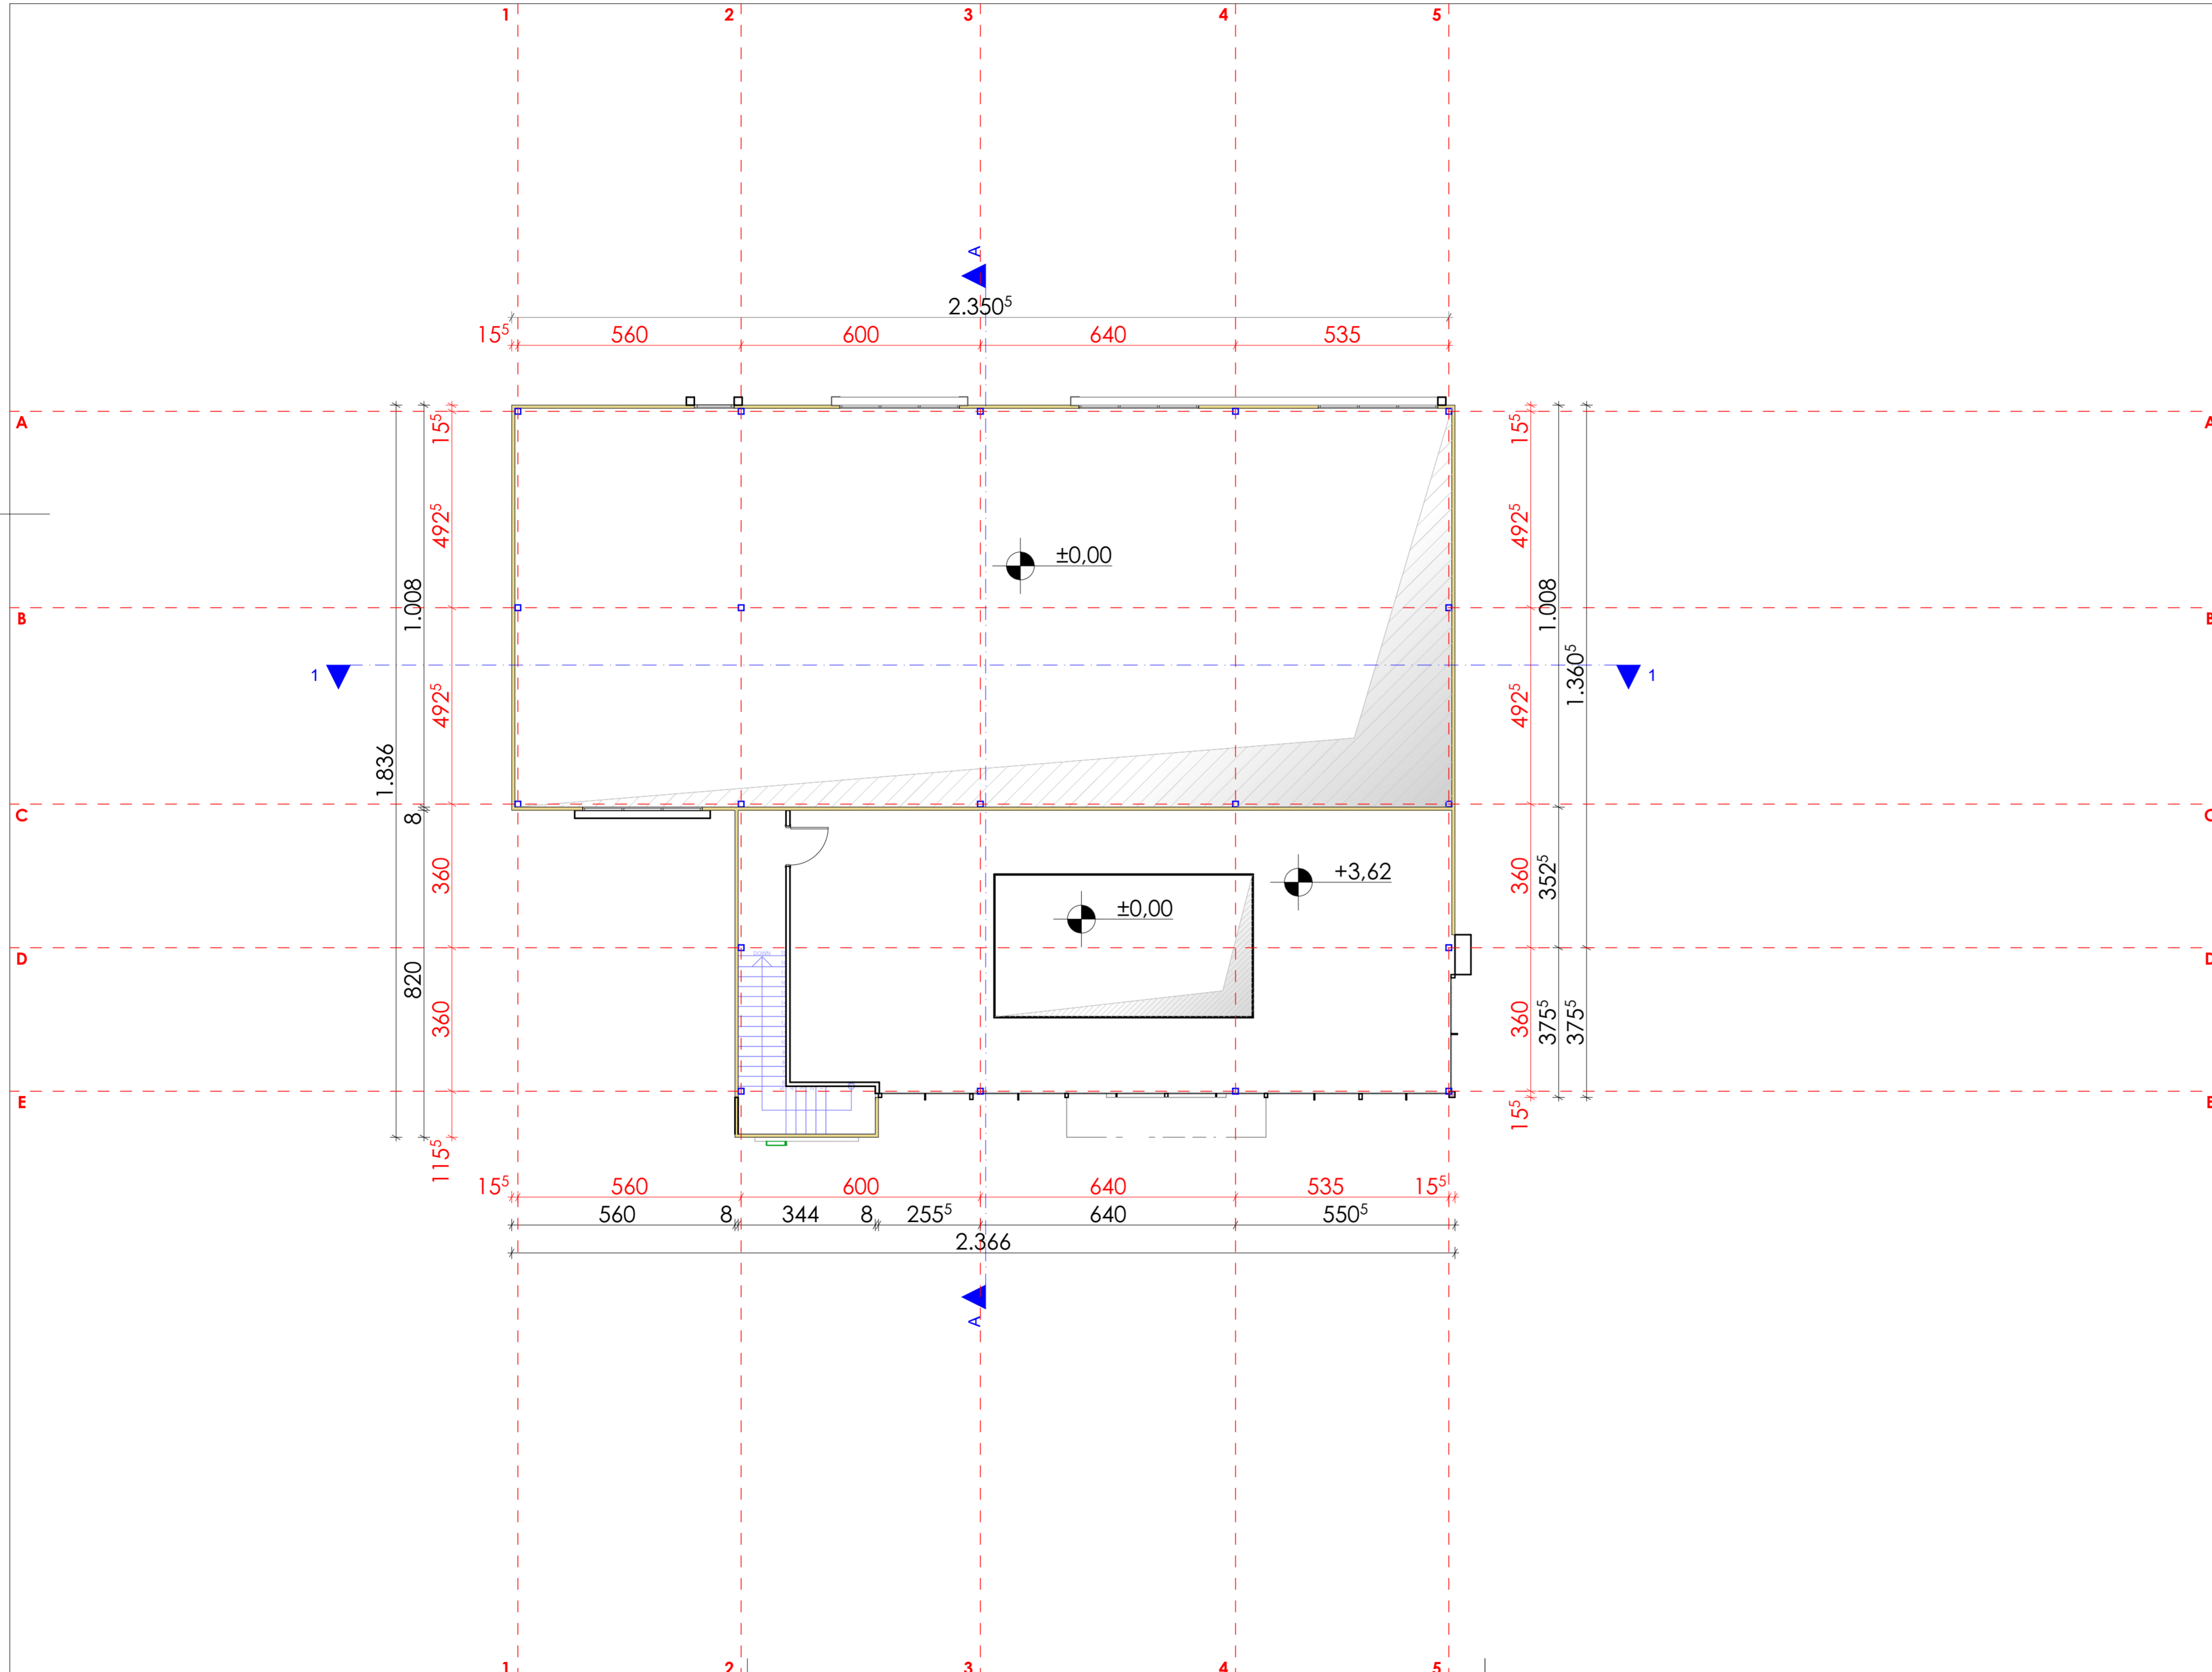 1 2 3 4 5
A
2.350⁵
15⁵ 560 600 640 535
A A
15⁵ 15⁵
492⁵ 492⁵
±0,00
1.008 1.008
B B
1.360⁵
1 1
492⁵ 492⁵
1.836
8
C C
360 360 352⁵
+3,62
±0,00
DOWN
D D
820
360 360 375⁵ 375⁵
E E
115⁵ 15⁵
15⁵ 560 600 640 535 15⁵
560 8 344 8 255⁵ 640 550⁵
2.366
A
1 2 3 4 5